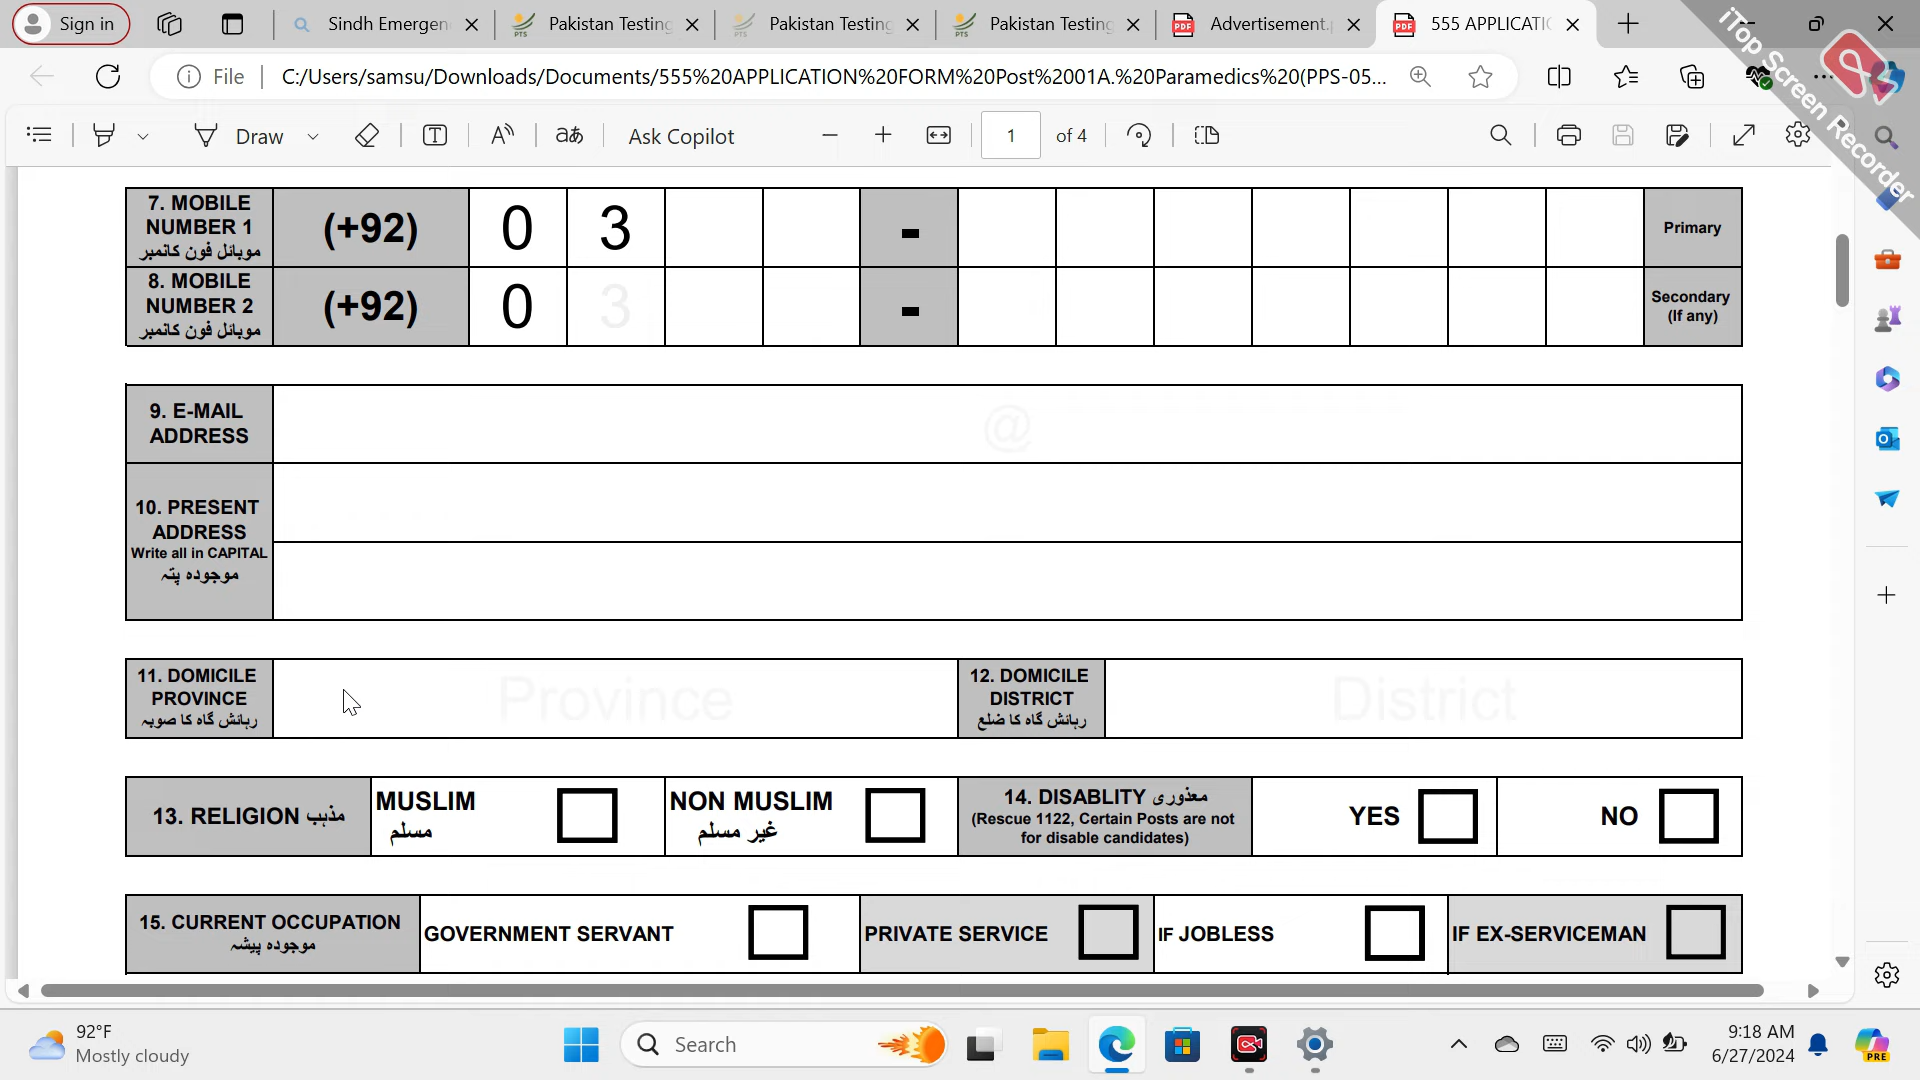 Sign in
Sindh Emergen
Pakistan Testing
Pakistan Testing
Pakistan Testing
Advertisement.
555 APPLICATIO
iTop Screen Recorder
File
C:/Users/samsu/Downloads/Documents/555%20APPLICATION%20FORM%20Post%2001A.%20Paramedics%20(PPS-05...
Draw
Ask Copilot
1 of 4
7. MOBILE
NUMBER 1
موبائل فون کانمبر
(+92)
0 3 -
Primary
8. MOBILE
NUMBER 2
موبائل فون کانمبر
(+92)
0 3 -
Secondary
(If any)
9. E-MAIL
ADDRESS
@
10. PRESENT
ADDRESS
Write all in CAPITAL
موجودہ پتہ
11. DOMICILE
PROVINCE
رہائش گاہ کا صوبہ
Province
12. DOMICILE
DISTRICT
رہائش گاہ کا ضلع
District
13. RELIGION مذہب
MUSLIM
مسلم
NON MUSLIM
غیر مسلم
14. DISABLITY معذوری
(Rescue 1122, Certain Posts are not
for disable candidates)
YES
NO
15. CURRENT OCCUPATION
موجودہ پیشہ
GOVERNMENT SERVANT
PRIVATE SERVICE
IF JOBLESS
IF EX-SERVICEMAN
92°F
Mostly cloudy
Search
9:18 AM
6/27/2024
PRE